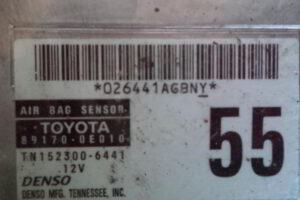 *026441AGBNY*
AIR BAG SENSOR
TOYOTA
89170-0E010
TN152300-6441
12V
55
DENSO
DENSO MFG. TENNESSEE, INC.